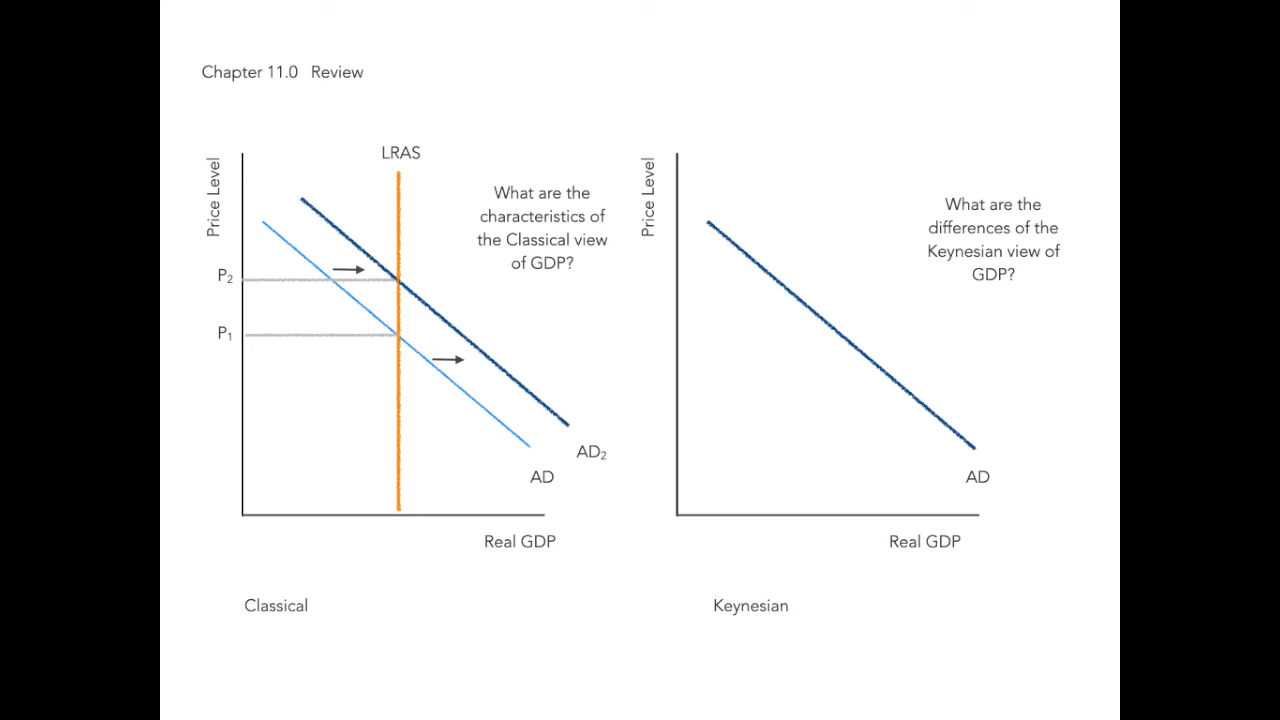 Chapter 11.0 Review
LRAS
Price Level
What are the
characteristics of
the Classical view
of GDP?
P₂
P₁
AD₂
AD
Real GDP
Classical
Price Level
What are the
differences of the
Keynesian view of
GDP?
AD
Real GDP
Keynesian